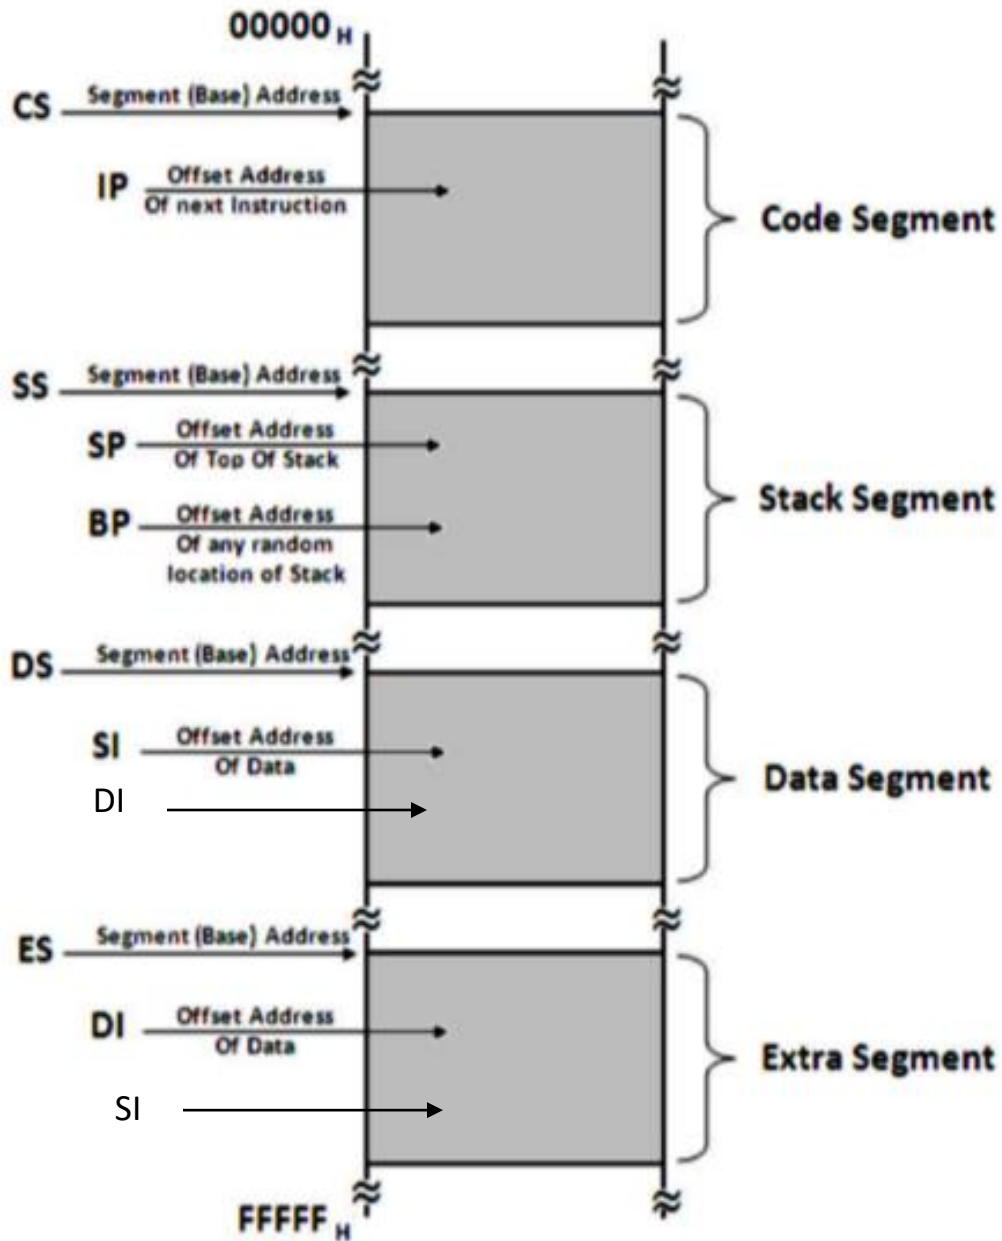 00000 H
CS Segment (Base) Address
IP Offset Address
Of next Instruction
Code Segment
SS Segment (Base) Address
SP Offset Address
Of Top Of Stack
BP Offset Address
Of any random
location of Stack
Stack Segment
DS Segment (Base) Address
SI Offset Address
Of Data
DI
Data Segment
ES Segment (Base) Address
DI Offset Address
Of Data
SI
Extra Segment
FFFFF H